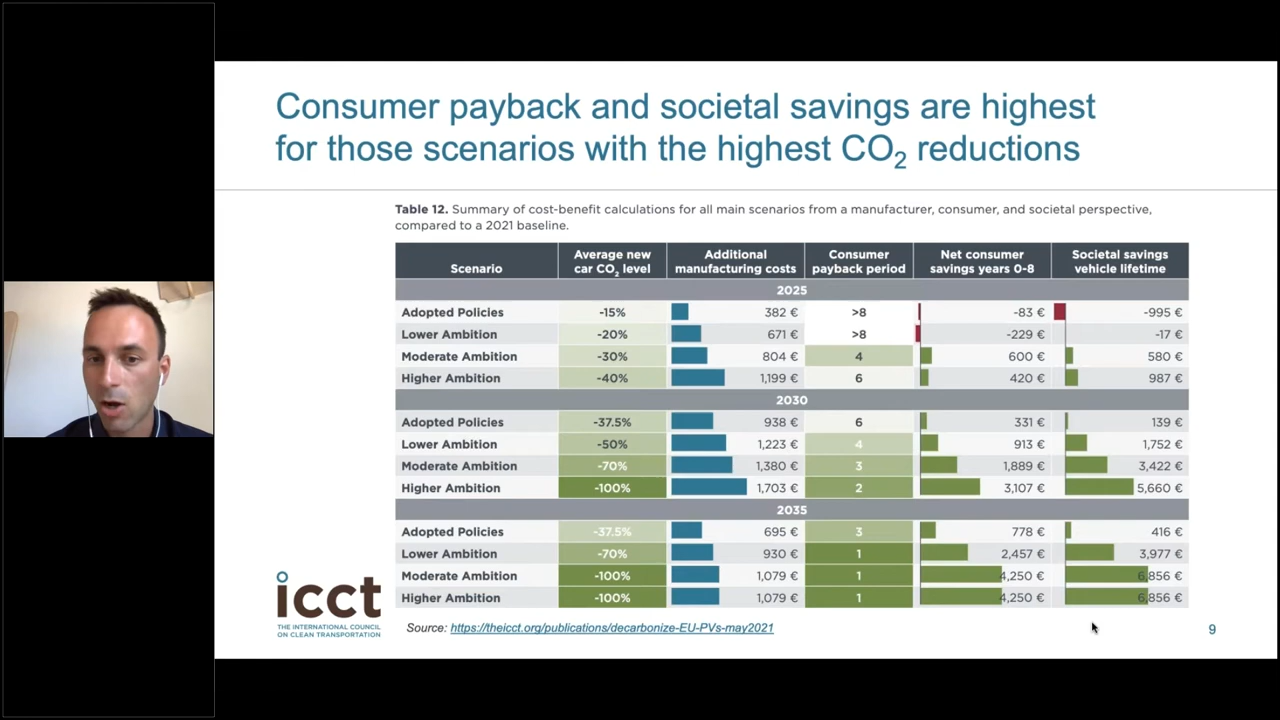 Consumer payback and societal savings are highest
for those scenarios with the highest CO2 reductions
Table 12. Summary of cost-benefit calculations for all main scenarios from a manufacturer, consumer, and societal perspective,
compared to a 2021 baseline.
Scenario Average new car CO2 level Additional manufacturing costs Consumer payback period Net consumer savings years 0-8 Societal savings vehicle lifetime
2025
Adopted Policies -15% 382 € >8 -83 € -995 €
Lower Ambition -20% 671 € >8 -229 € -17 €
Moderate Ambition -30% 804 € 4 600 € 580 €
Higher Ambition -40% 1,199 € 6 420 € 987 €
2030
Adopted Policies -37.5% 938 € 6 331 € 139 €
Lower Ambition -50% 1,223 € 4 913 € 1,752 €
Moderate Ambition -70% 1,380 € 3 1,889 € 3,422 €
Higher Ambition -100% 1,703 € 2 3,107 € 5,660 €
2035
Adopted Policies -37.5% 695 € 3 778 € 416 €
Lower Ambition -70% 930 € 1 2,457 € 3,977 €
Moderate Ambition -100% 1,079 € 1 4,250 € 6,856 €
Higher Ambition -100% 1,079 € 1 4,250 € 6,856 €
icct
THE INTERNATIONAL COUNCIL
ON CLEAN TRANSPORTATION
Source: https://theicct.org/publications/decarbonize-EU-PVs-may2021
9